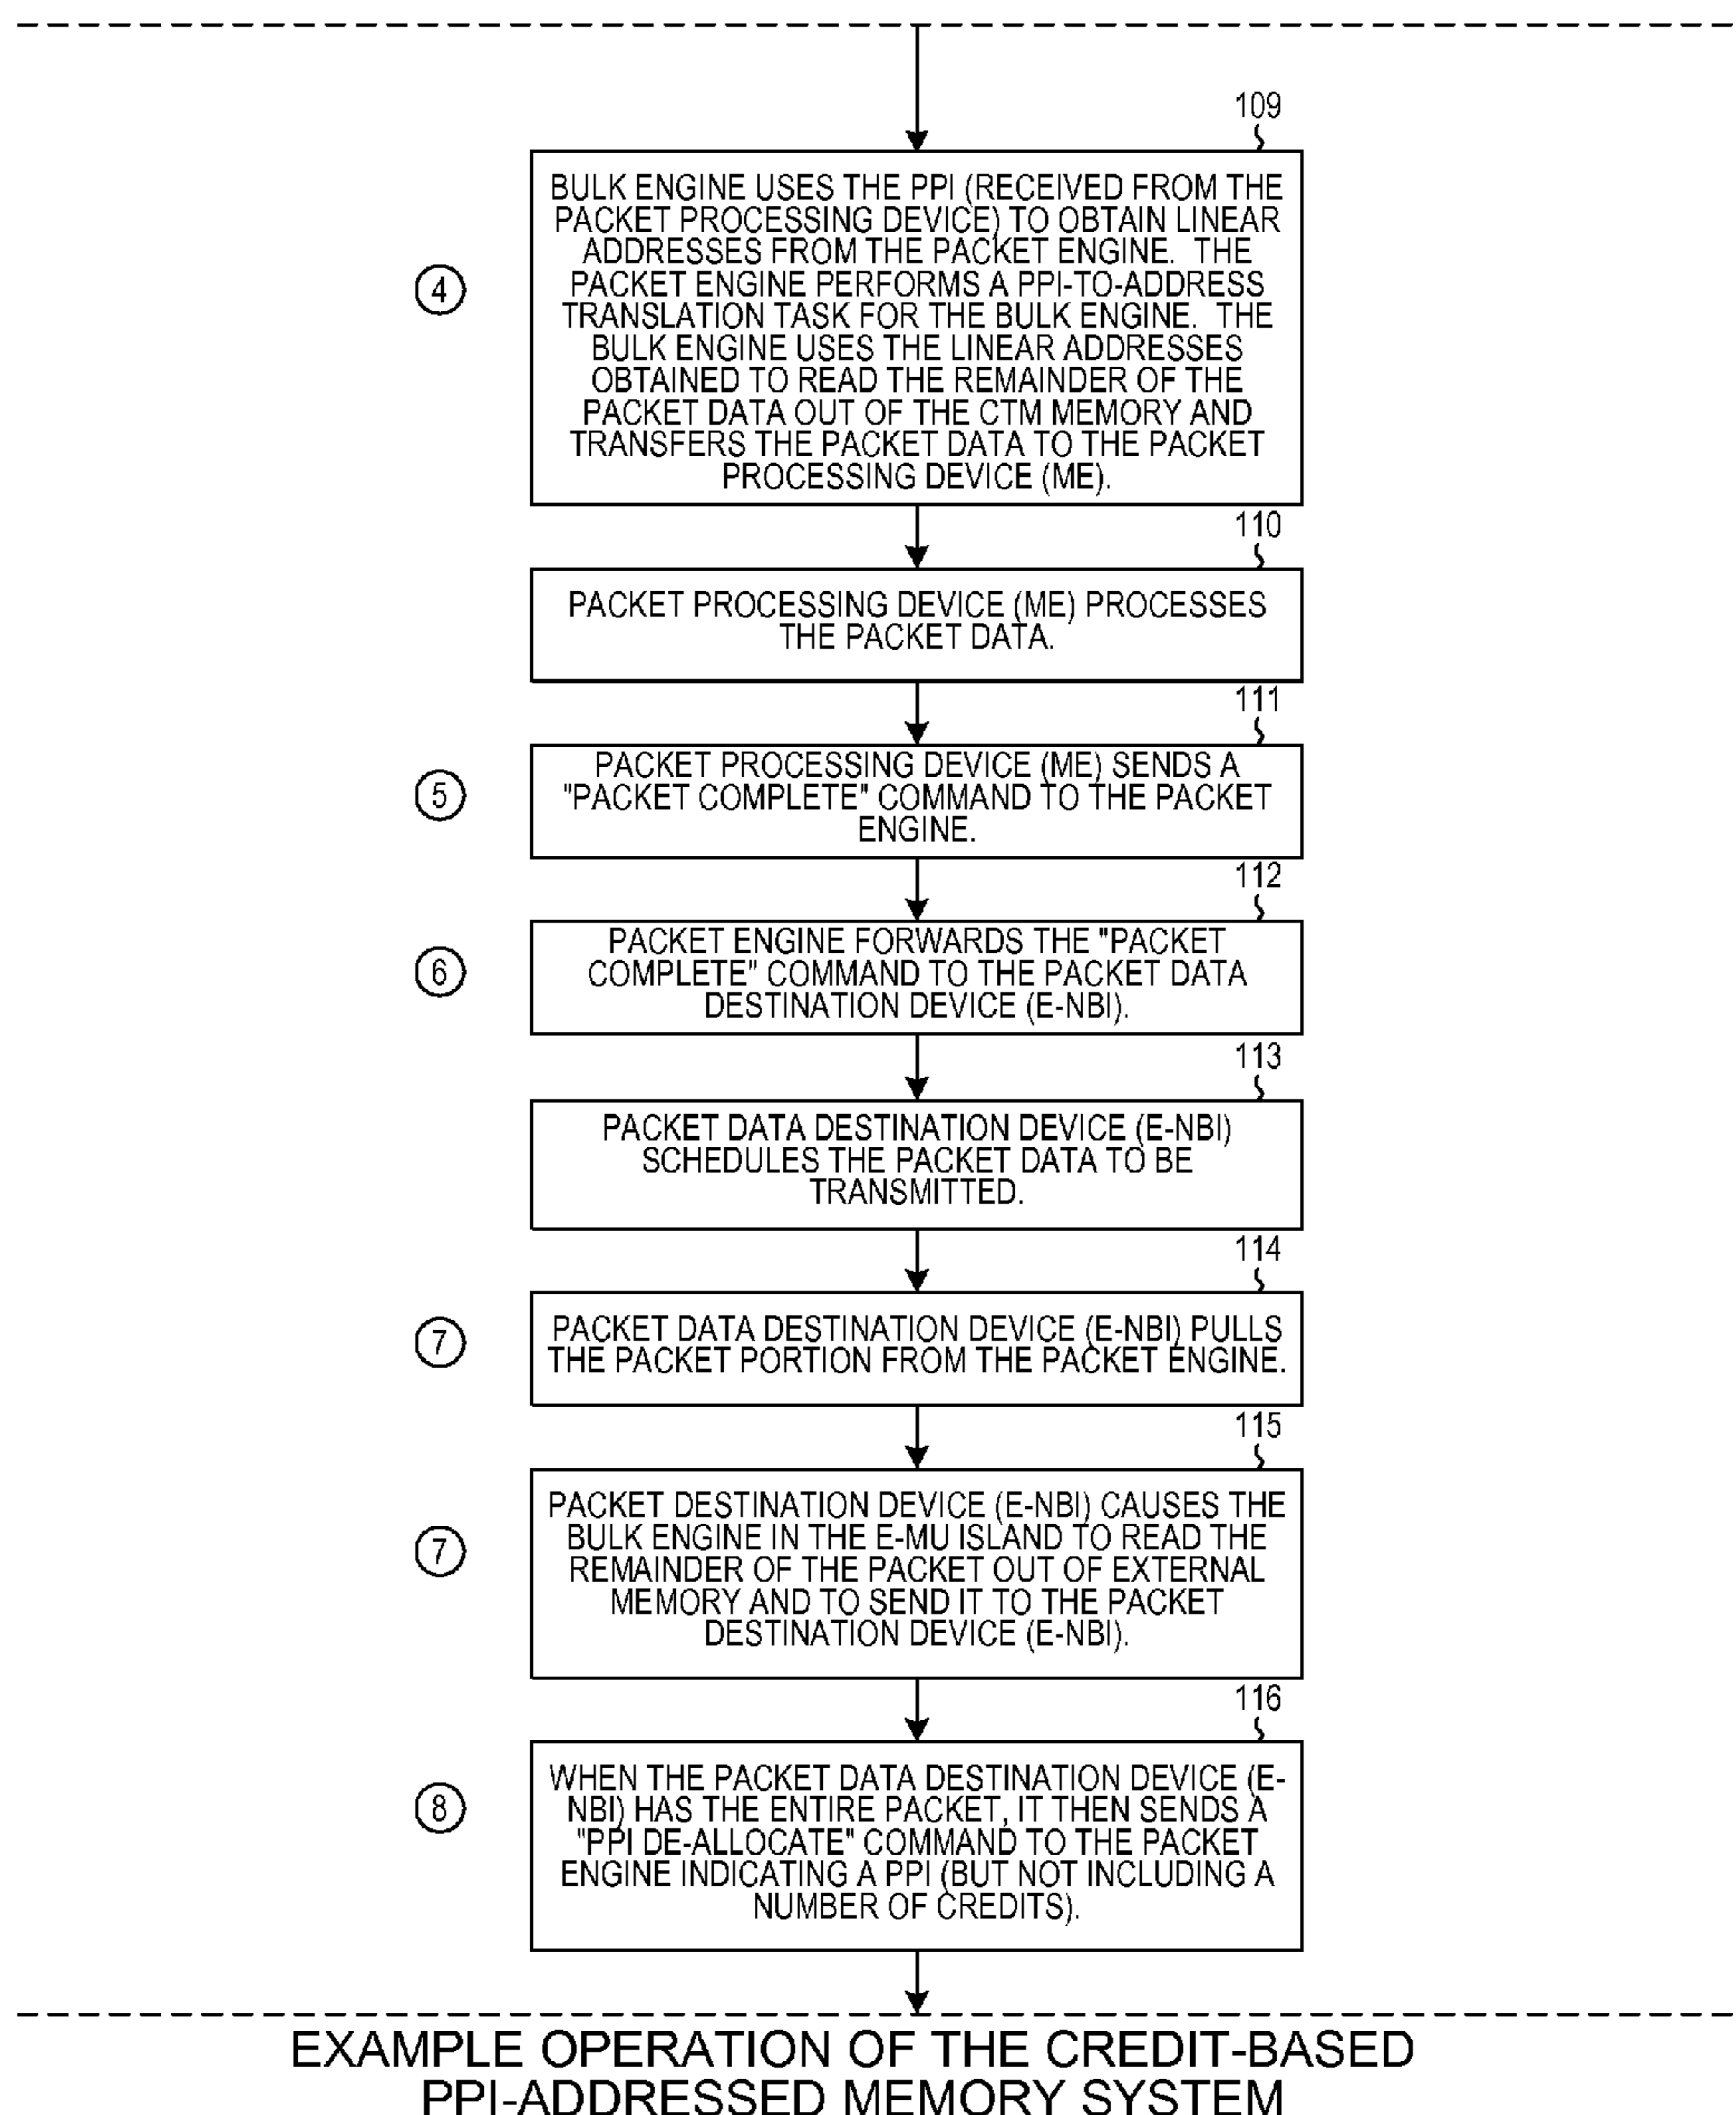 109
BULK ENGINE USES THE PPI (RECEIVED FROM THE
PACKET PROCESSING DEVICE) TO OBTAIN LINEAR
ADDRESSES FROM THE PACKET ENGINE. THE
PACKET ENGINE PERFORMS A PPI-TO-ADDRESS
TRANSLATION TASK FOR THE BULK ENGINE. THE
BULK ENGINE USES THE LINEAR ADDRESSES
OBTAINED TO READ THE REMAINDER OF THE
PACKET DATA OUT OF THE CTM MEMORY AND
TRANSFERS THE PACKET DATA TO THE PACKET
PROCESSING DEVICE (ME).
4
110
PACKET PROCESSING DEVICE (ME) PROCESSES
THE PACKET DATA.
111
PACKET PROCESSING DEVICE (ME) SENDS A
"PACKET COMPLETE" COMMAND TO THE PACKET
ENGINE.
5
112
PACKET ENGINE FORWARDS THE "PACKET
COMPLETE" COMMAND TO THE PACKET DATA
DESTINATION DEVICE (E-NBI).
6
113
PACKET DATA DESTINATION DEVICE (E-NBI)
SCHEDULES THE PACKET DATA TO BE
TRANSMITTED.
114
PACKET DATA DESTINATION DEVICE (E-NBI) PULLS
THE PACKET PORTION FROM THE PACKET ENGINE.
7
115
PACKET DESTINATION DEVICE (E-NBI) CAUSES THE
BULK ENGINE IN THE E-MU ISLAND TO READ THE
REMAINDER OF THE PACKET OUT OF EXTERNAL
MEMORY AND TO SEND IT TO THE PACKET
DESTINATION DEVICE (E-NBI).
7
116
WHEN THE PACKET DATA DESTINATION DEVICE (E-
NBI) HAS THE ENTIRE PACKET, IT THEN SENDS A
"PPI DE-ALLOCATE" COMMAND TO THE PACKET
ENGINE INDICATING A PPI (BUT NOT INCLUDING A
NUMBER OF CREDITS).
8
EXAMPLE OPERATION OF THE CREDIT-BASED
PPI-ADDRESSED MEMORY SYSTEM